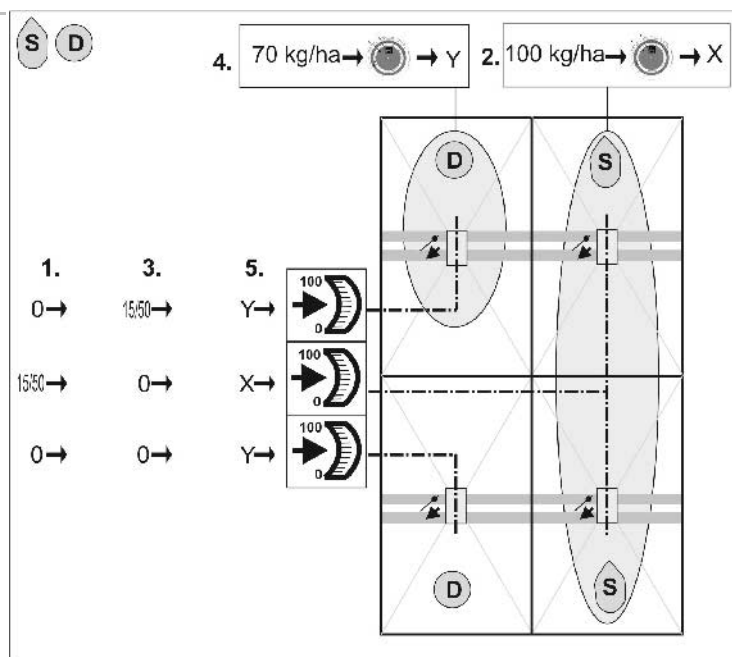 S D
4. 70 kg/ha→ → Y
2. 100 kg/ha→ → X
D
S
1. 3. 5.
0→ 15/50→ Y→
100
0
15/50→ 0→ X→
100
0
0→ 0→ Y→
100
0
D
S